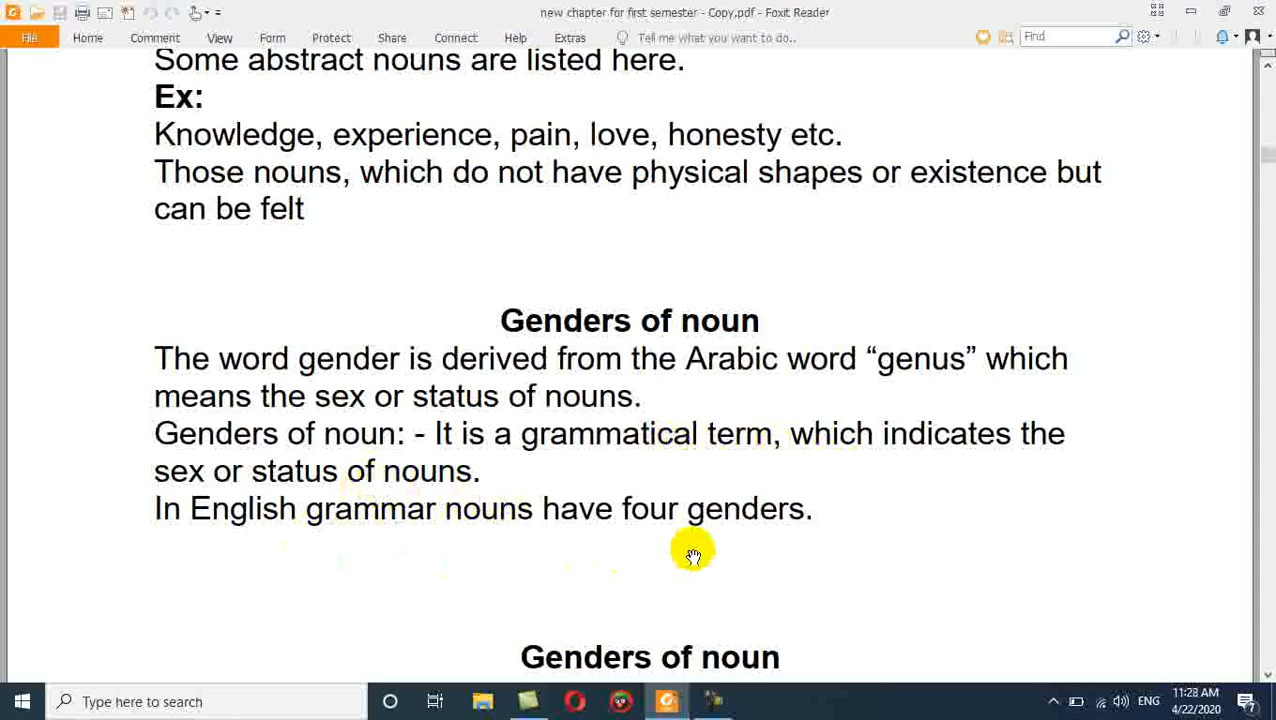 new chapter for first semester - Copy.pdf - Foxit Reader
File Home Comment View Form Protect Share Connect Help Extras Tell me what you want to do.. Find
Some abstract nouns are listed here.
Ex:
Knowledge, experience, pain, love, honesty etc.
Those nouns, which do not have physical shapes or existence but
can be felt
Genders of noun
The word gender is derived from the Arabic word “genus” which
means the sex or status of nouns.
Genders of noun: - It is a grammatical term, which indicates the
sex or status of nouns.
In English grammar nouns have four genders.
Genders of noun
Type here to search
ENG
11:28 AM
4/22/2020
7